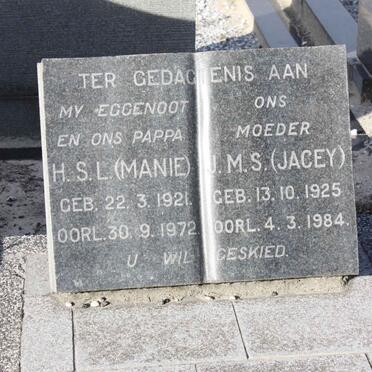 TER GEDAGTENIS AAN
MY EGGENOOT
EN ONS PAPPA
H.S.L. (MANIE)
GEB. 22.3.1921.
OORL. 30.9.1972
ONS
MOEDER
J.M.S. (JACEY)
GEB. 13.10.1925
OORL. 4.3.1984.
U WIL GESKIED.